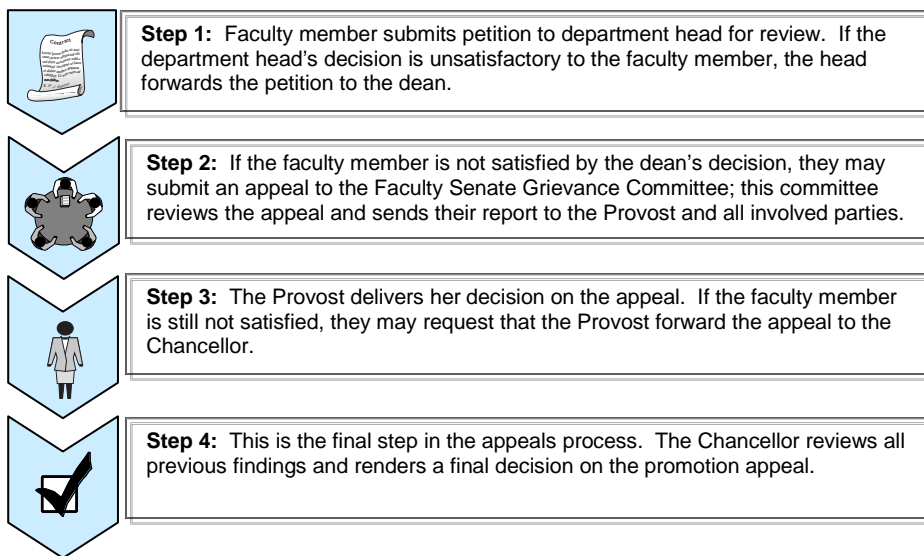 Contract
Step 1: Faculty member submits petition to department head for review. If the
department head's decision is unsatisfactory to the faculty member, the head
forwards the petition to the dean.
Step 2: If the faculty member is not satisfied by the dean's decision, they may
submit an appeal to the Faculty Senate Grievance Committee; this committee
reviews the appeal and sends their report to the Provost and all involved parties.
Step 3: The Provost delivers her decision on the appeal. If the faculty member
is still not satisfied, they may request that the Provost forward the appeal to the
Chancellor.
Step 4: This is the final step in the appeals process. The Chancellor reviews all
previous findings and renders a final decision on the promotion appeal.